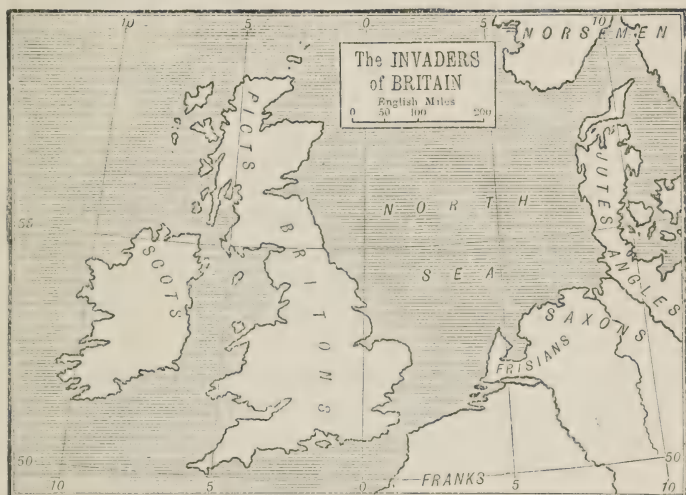 10
5
0
5
10
NORSEMEN
The INVADERS
of BRITAIN
English Miles
0 50 100 200
PICTS
JUTES
NORTH
SEA
55
BRITONS
SCOTS
ANGLES
SAXONS
FRISIANS
FRANKS
50
50
10
5
0
5
10